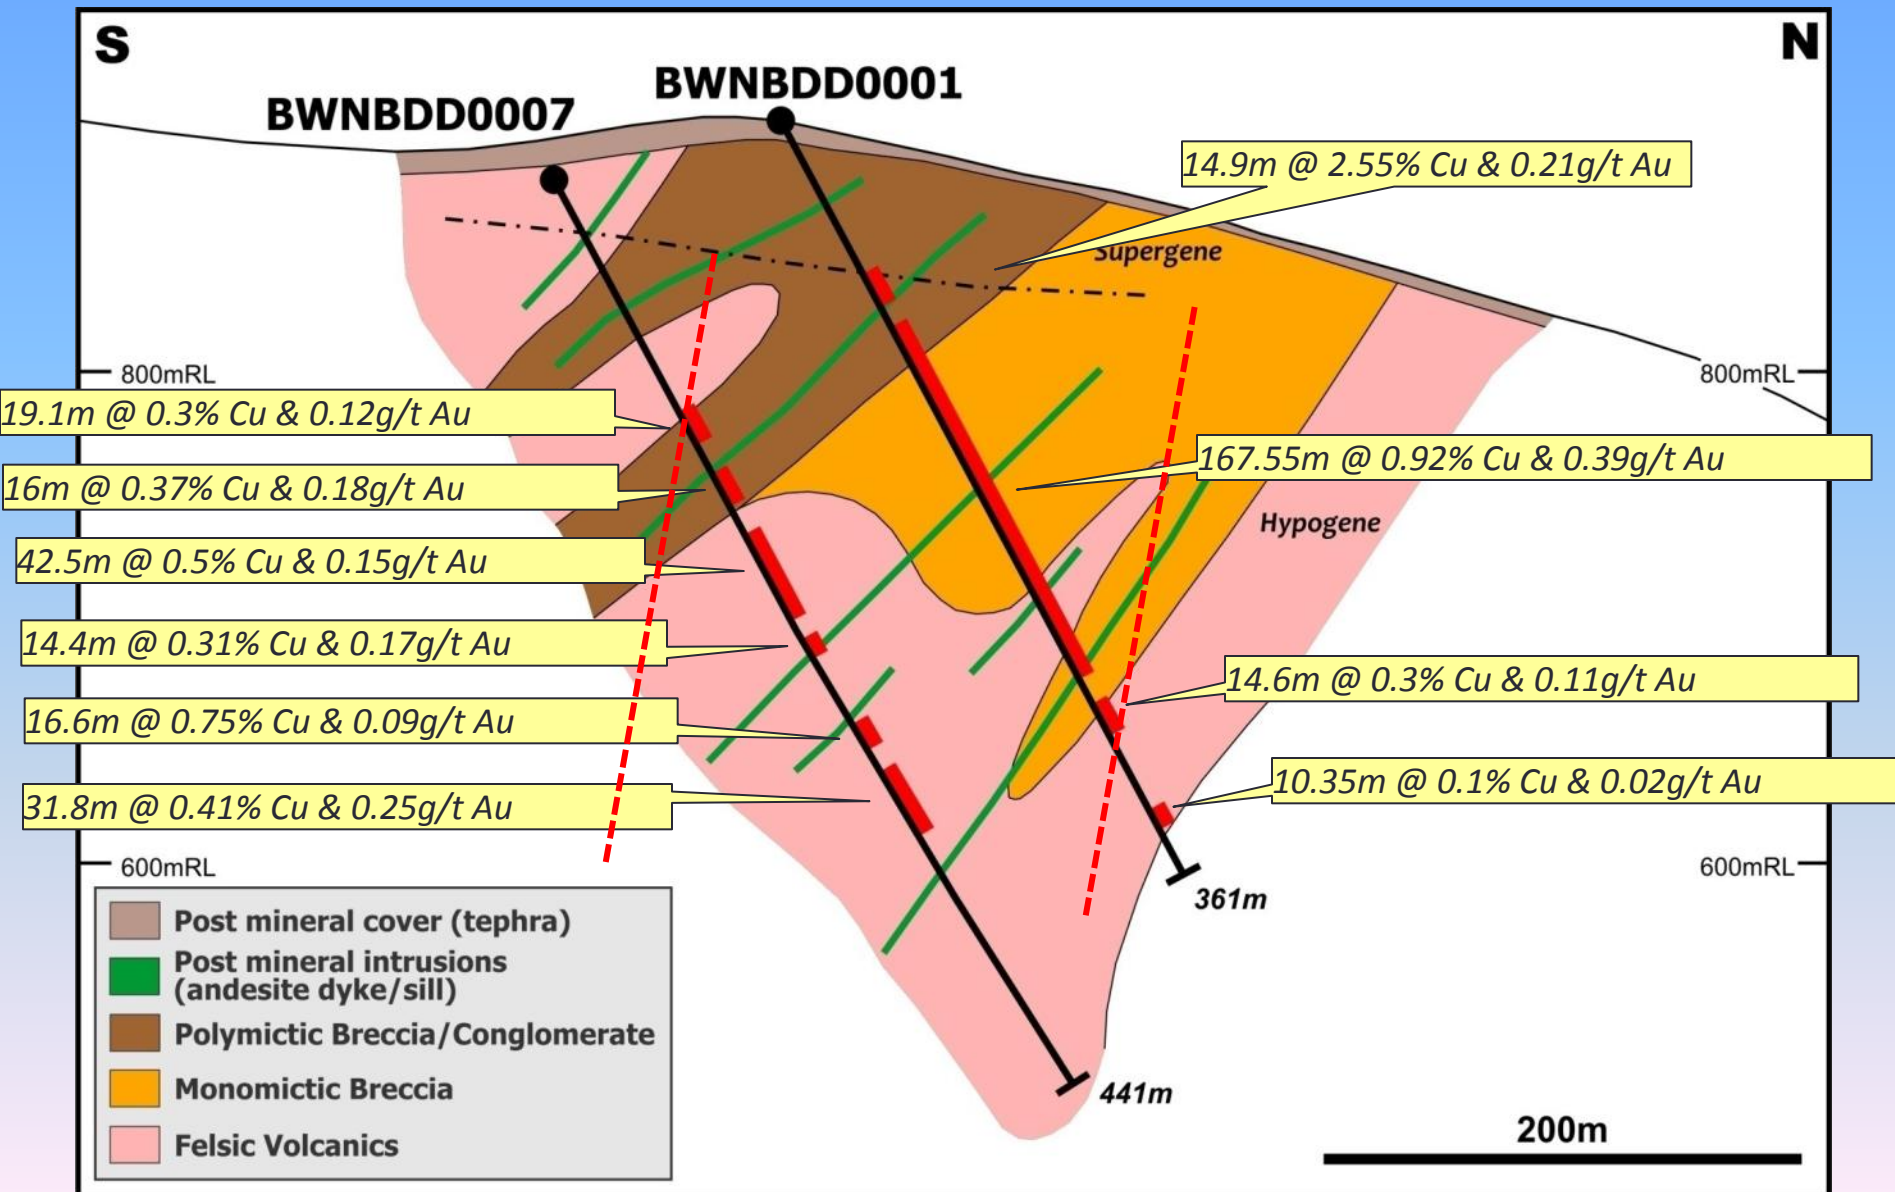 S
N
BWNBDD0001
BWNBDD0007
14.9m @ 2.55% Cu & 0.21g/t Au
Supergene
800mRL
800mRL
19.1m @ 0.3% Cu & 0.12g/t Au
167.55m @ 0.92% Cu & 0.39g/t Au
16m @ 0.37% Cu & 0.18g/t Au
Hypogene
42.5m @ 0.5% Cu & 0.15g/t Au
14.4m @ 0.31% Cu & 0.17g/t Au
14.6m @ 0.3% Cu & 0.11g/t Au
16.6m @ 0.75% Cu & 0.09g/t Au
10.35m @ 0.1% Cu & 0.02g/t Au
31.8m @ 0.41% Cu & 0.25g/t Au
600mRL
600mRL
361m
Post mineral cover (tephra)
Post mineral intrusions
(andesite dyke/sill)
Polymictic Breccia/Conglomerate
Monomictic Breccia
Felsic Volcanics
441m
200m